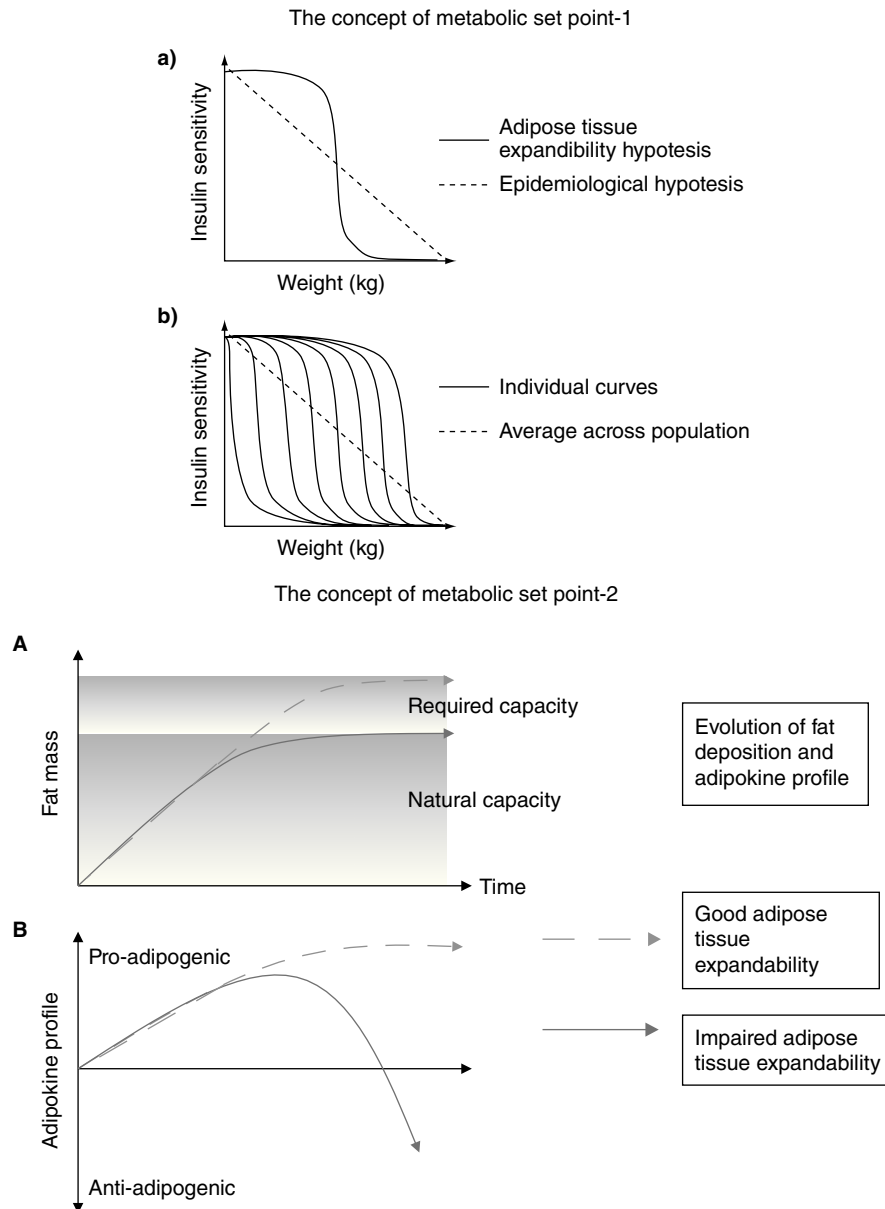 The concept of metabolic set point-1
a)
Insulin sensitivity
Adipose tissue
expandibility hypotesis
Epidemiological hypotesis
Weight (kg)
b)
Insulin sensitivity
Individual curves
Average across population
Weight (kg)
The concept of metabolic set point-2
A
Fat mass
Required capacity
Natural capacity
Time
Evolution of fat
deposition and
adipokine profile
B
Adipokine profile
Pro-adipogenic
Anti-adipogenic
Good adipose
tissue
expandability
Impaired adipose
tissue expandability